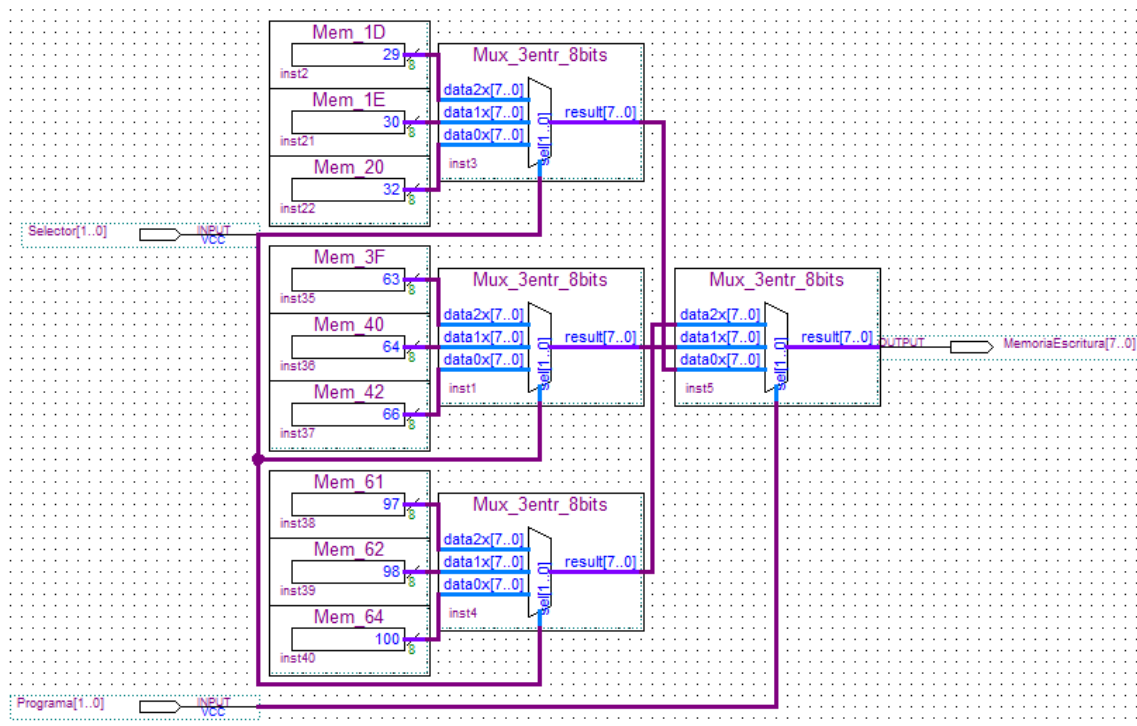 Mem_1D
29
8
inst2
Mem_1E
30
8
inst21
Mem_20
32
8
inst22
Mux_3entr_8bits
data2x[7..0]
data1x[7..0]
data0x[7..0]
sel[1..0]
result[7..0]
inst3
Selector[1..0]
INPUT
VCC
Mem_3F
63
8
inst35
Mem_40
64
8
inst36
Mem_42
66
8
inst37
Mux_3entr_8bits
data2x[7..0]
data1x[7..0]
data0x[7..0]
sel[1..0]
result[7..0]
inst1
Mux_3entr_8bits
data2x[7..0]
data1x[7..0]
data0x[7..0]
sel[1..0]
result[7..0]
inst5
OUTPUT
MemoriaEscritura[7..0]
Mem_61
97
8
inst38
Mem_62
98
8
inst39
Mem_64
100
8
inst40
Mux_3entr_8bits
data2x[7..0]
data1x[7..0]
data0x[7..0]
sel[1..0]
result[7..0]
inst4
Programa[1..0]
INPUT
VCC